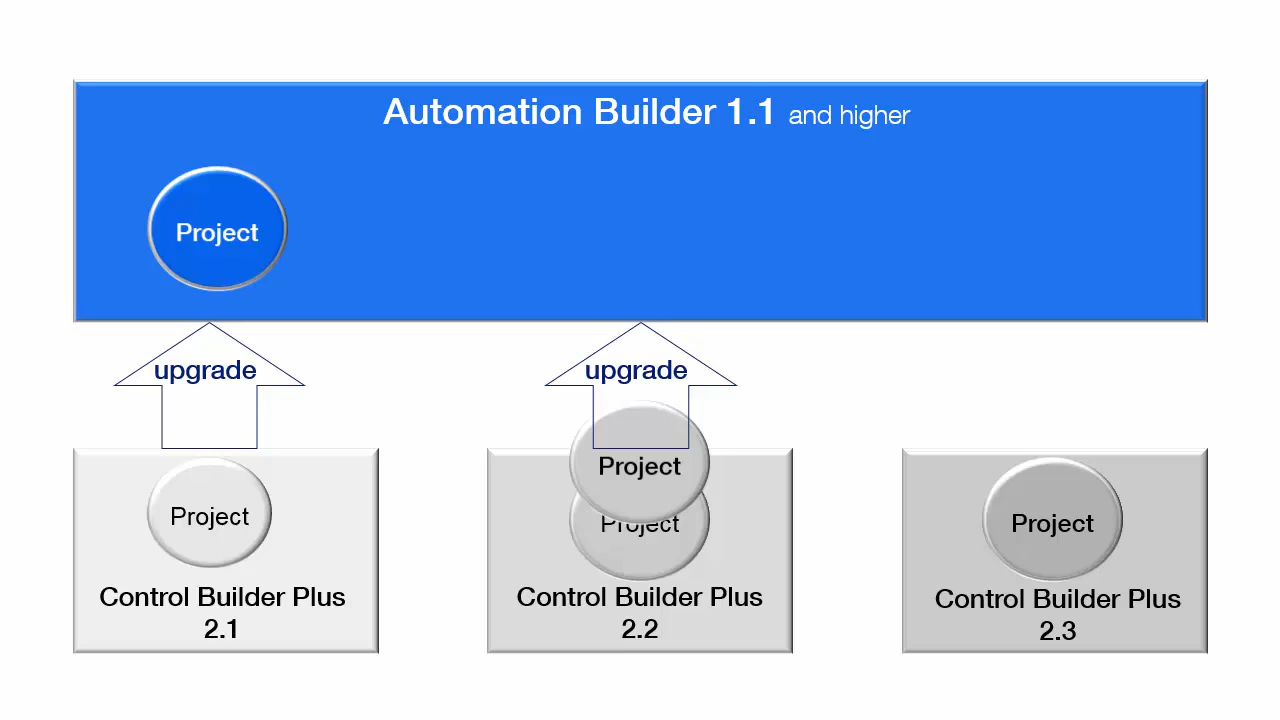 Automation Builder 1.1 and higher
Project
upgrade
upgrade
Project
Project
Project
Project
Control Builder Plus
2.1
Control Builder Plus
2.2
Control Builder Plus
2.3